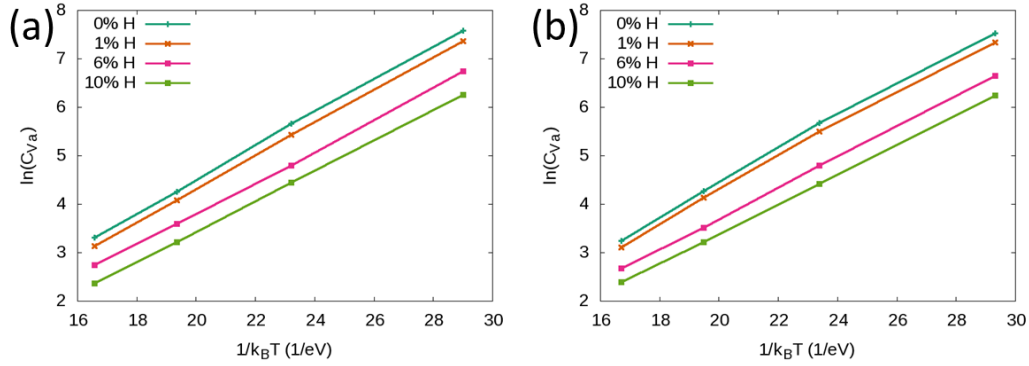 (a)
8
7
6
5
4
3
2
ln(C_Va)
0% H
1% H
6% H
10% H
16 18 20 22 24 26 28 30
1/k_BT (1/eV)
(b)
8
7
6
5
4
3
2
ln(C_Va)
0% H
1% H
6% H
10% H
16 18 20 22 24 26 28 30
1/k_BT (1/eV)